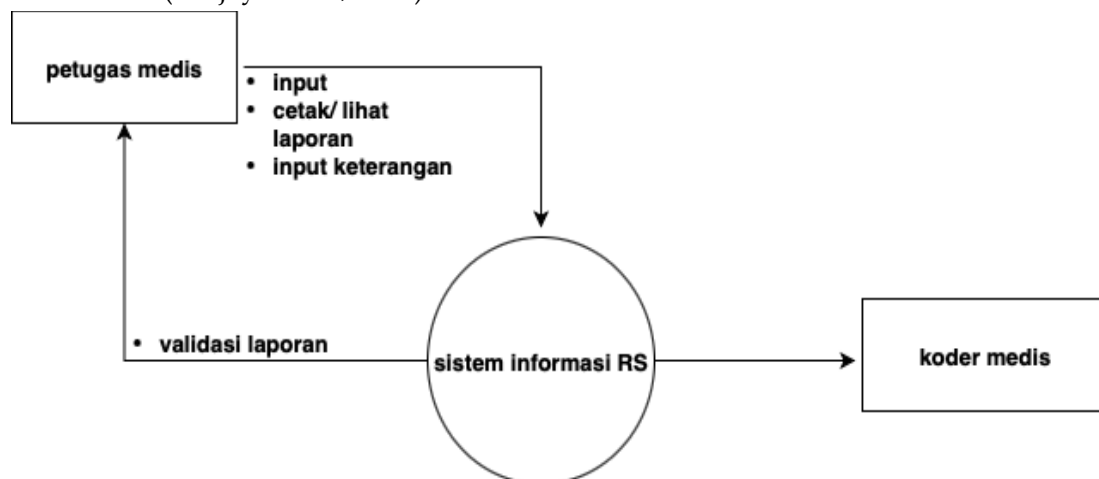 petugas medis
• input
• cetak/ lihat
laporan
• input keterangan
• validasi laporan
sistem informasi RS
koder medis